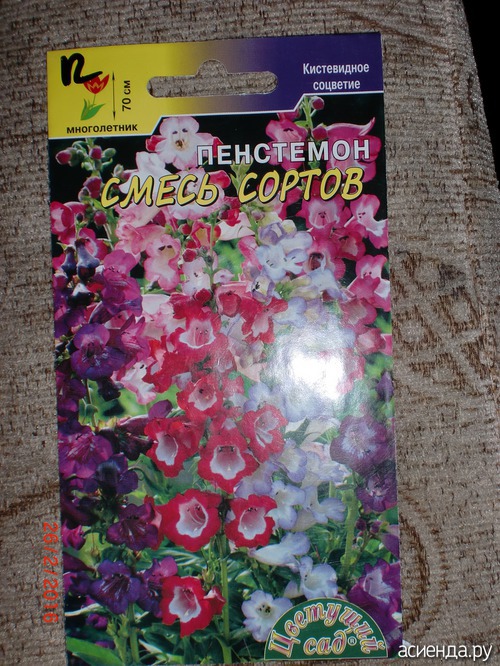 многолетник
70 см
Кистевидное
соцветие
ПЕНСТЕМОН
СМЕСЬ СОРТОВ
Цветущий
сад®
асиенда.ру